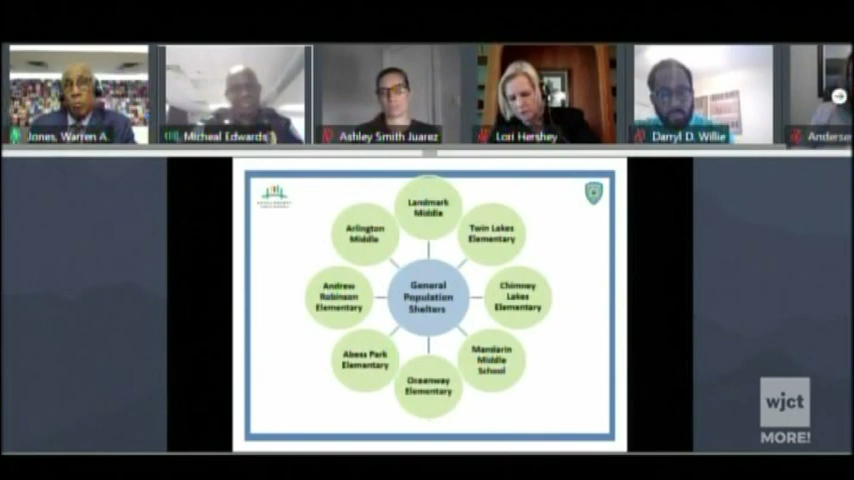 Jones, Warren A.
Micheal Edwards
Ashley Smith Juarez
Lori Hershey
Darryl D. Willie
Anderse
Landmark
Middle
Arlington
Middle
Twin Lakes
Elementary
Andrew
Robinson
Elementary
General
Population
Shelters
Chimney
Lakes
Elementary
Abess Park
Elementary
Mandarin
Middle
School
Oceanway
Elementary
wjct
MORE!